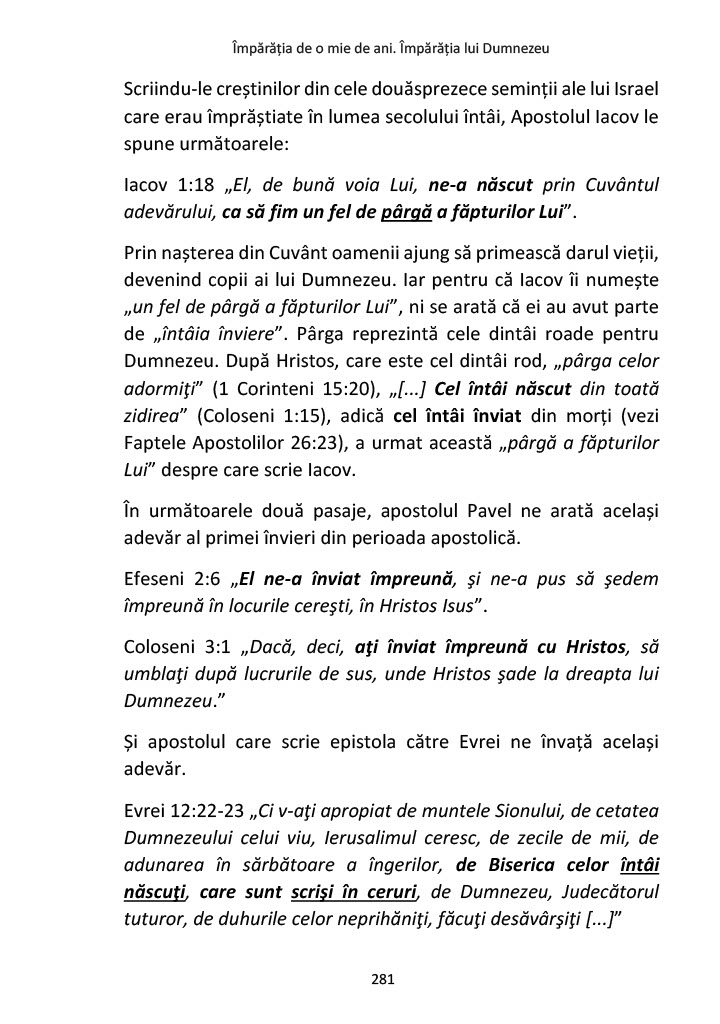 Împărăția de o mie de ani. Împărăția lui Dumnezeu
Scriindu-le creștinilor din cele douăsprezece seminții ale lui Israel
care erau împrăștiate în lumea secolului întâi, Apostolul Iacov le
spune următoarele:
Iacov 1:18 „El, de bună voia Lui, ne-a născut prin Cuvântul
adevărului, ca să fim un fel de pârgă a făpturilor Lui”.
Prin nașterea din Cuvânt oamenii ajung să primească darul vieții,
devenind copii ai lui Dumnezeu. Iar pentru că Iacov îi numește
„un fel de pârgă a făpturilor Lui”, ni se arată că ei au avut parte
de „întâia înviere”. Pârga reprezintă cele dintâi roade pentru
Dumnezeu. După Hristos, care este cel dintâi rod, „pârga celor
adormiţi” (1 Corinteni 15:20), „[...] Cel întâi născut din toată
zidirea” (Coloseni 1:15), adică cel întâi înviat din morți (vezi
Faptele Apostolilor 26:23), a urmat această „pârgă a făpturilor
Lui” despre care scrie Iacov.
În următoarele două pasaje, apostolul Pavel ne arată același
adevăr al primei învieri din perioada apostolică.
Efeseni 2:6 „El ne-a înviat împreună, şi ne-a pus să şedem
împreună în locurile cereşti, în Hristos Isus”.
Coloseni 3:1 „Dacă, deci, aţi înviat împreună cu Hristos, să
umblaţi după lucrurile de sus, unde Hristos şade la dreapta lui
Dumnezeu.”
Și apostolul care scrie epistola către Evrei ne învață același
adevăr.
Evrei 12:22-23 „Ci v-aţi apropiat de muntele Sionului, de cetatea
Dumnezeului celui viu, Ierusalimul ceresc, de zecile de mii, de
adunarea în sărbătoare a îngerilor, de Biserica celor întâi
născuţi, care sunt scrişi în ceruri, de Dumnezeu, Judecătorul
tuturor, de duhurile celor neprihăniţi, făcuţi desăvârşiţi [...]”
281